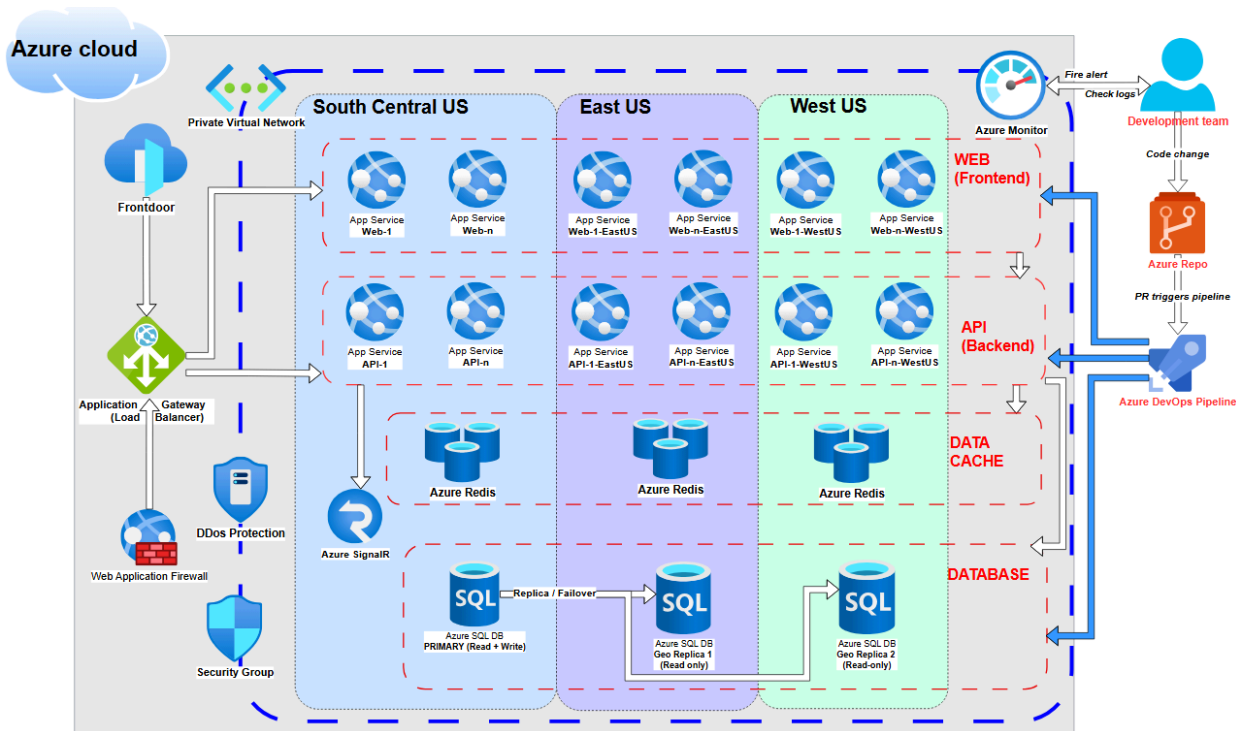 Azure cloud
Private Virtual Network
South Central US
East US
West US
Azure Monitor
Fire alert
Check logs
Development team
Frontdoor
App Service
Web-1
App Service
Web-n
App Service
Web-1-EastUS
App Service
Web-n-EastUS
App Service
Web-1-WestUS
App Service
Web-n-WestUS
WEB
(Frontend)
Code change
Azure Repo
PR triggers pipeline
App Service
API-1
App Service
API-n
App Service
API-1-EastUS
App Service
API-n-EastUS
App Service
API-1-WestUS
App Service
API-n-WestUS
API
(Backend)
Azure DevOps Pipeline
Application Gateway
(Load Balancer)
Azure Redis
Azure Redis
Azure Redis
DATA
CACHE
DDos Protection
Azure SignalR
Web Application Firewall
SQL
Azure SQL DB
PRIMARY (Read + Write)
Replica / Failover
SQL
Azure SQL DB
Geo Replica 1
(Read only)
SQL
Azure SQL DB
Geo Replica 2
(Read-only)
DATABASE
Security Group